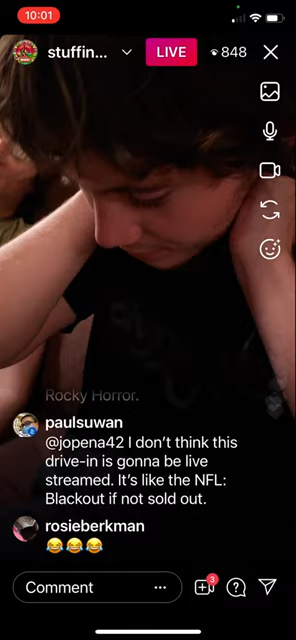 10:01
stuffin...
LIVE
848
Rocky Horror.
paulsuwan
@jopena42 I don't think this
drive-in is gonna be live
streamed. It's like the NFL:
Blackout if not sold out.
rosieberkman
😂😂😂
Comment
3